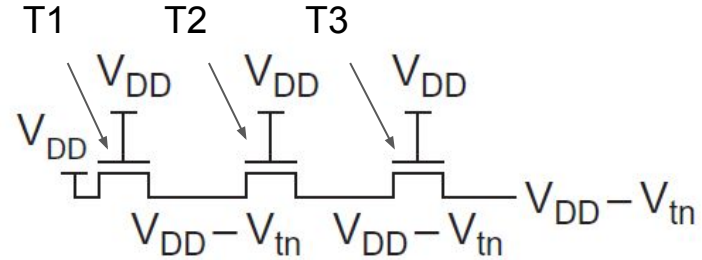 T1 T2 T3
V_DD V_DD V_DD
V_DD
V_DD – V_tn V_DD – V_tn
V_DD – V_tn